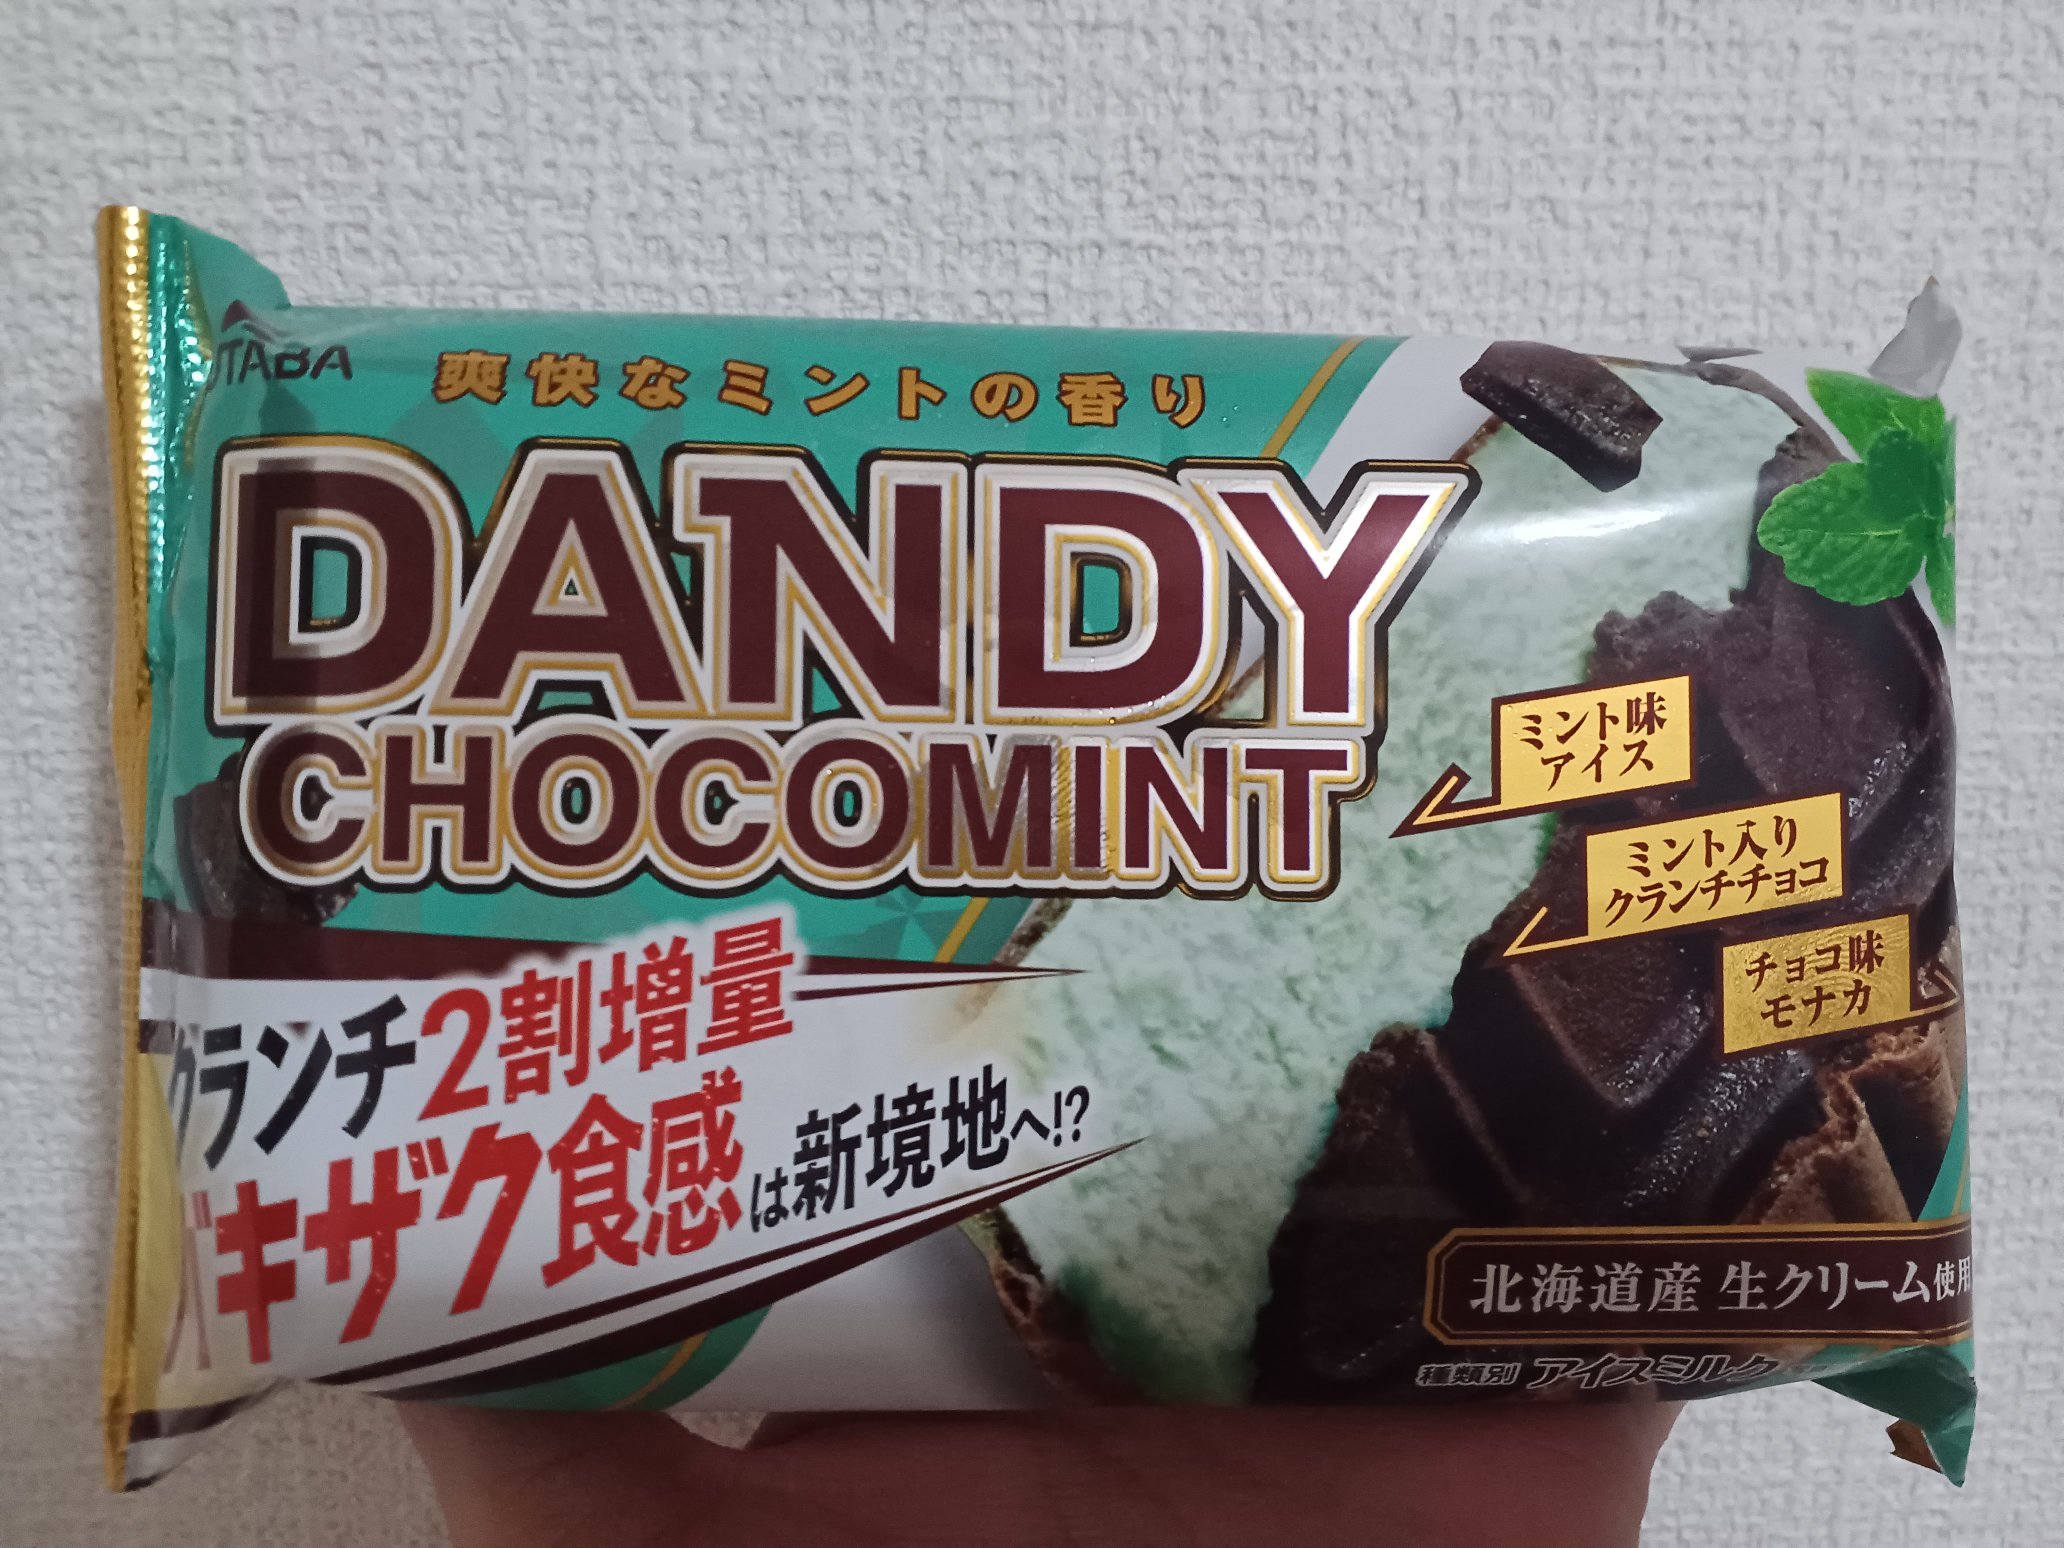 UTABA
爽快なミントの香り
DANDY
CHOCOMINT
ミント味
アイス
ミント入り
クランチチョコ
チョコ味
モナカ
クランチ2割増量
バキザク食感は新境地へ!?
北海道産 生クリーム使用
種類別 アイスミルク